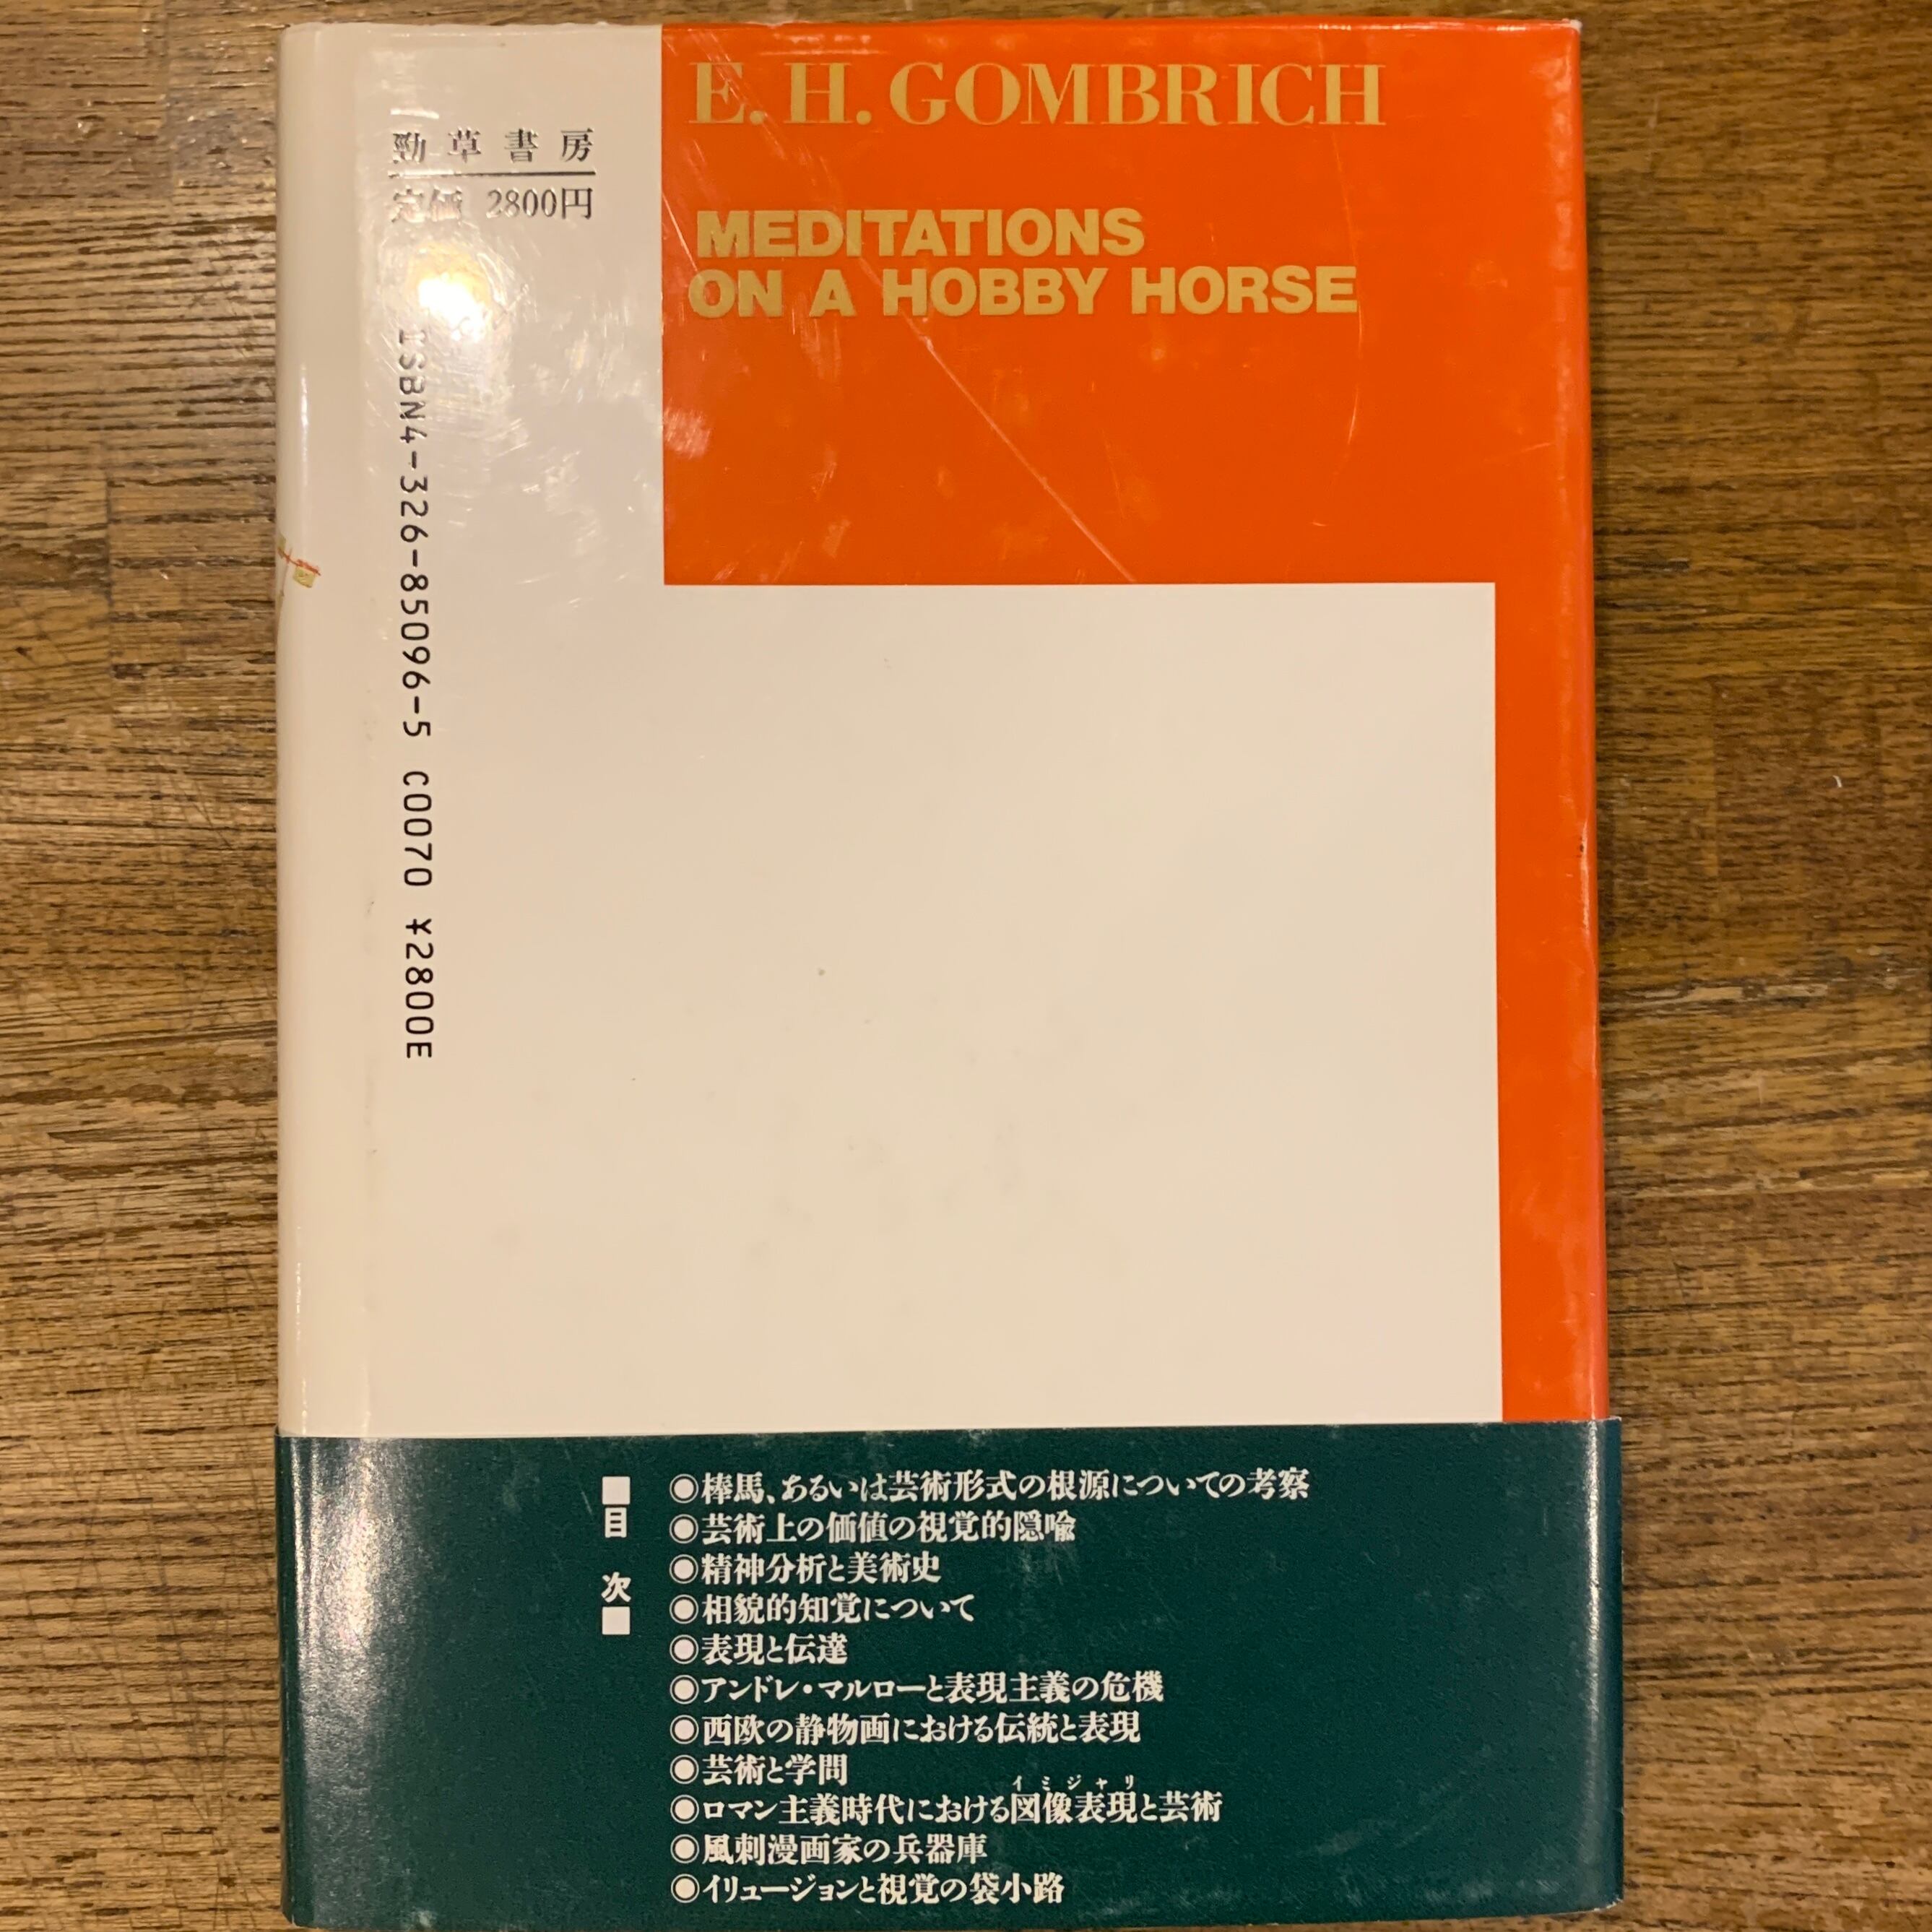 勁草書房
定価 2800円
E. H. GOMBRICH
MEDITATIONS
ON A HOBBY HORSE
ISBN4-326-85096-5 C0070 ¥2800E
■目次■
◉棒馬、あるいは芸術形式の根源についての考察
◉芸術上の価値の視覚的隠喩
◉精神分析と美術史
◉相貌的知覚について
◉表現と伝達
◉アンドレ・マルローと表現主義の危機
◉西欧の静物画における伝統と表現
◉芸術と学問
イミジャリ
◉ロマン主義時代における図像表現と芸術
◉風刺漫画家の兵器庫
◉イリュージョンと視覚の袋小路